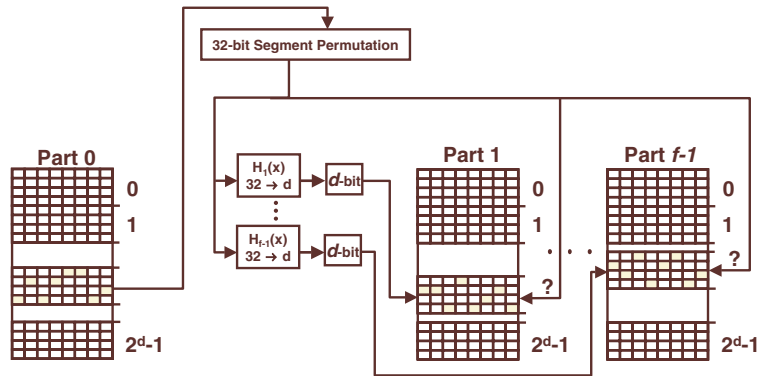 32-bit Segment Permutation
Part 0
0
1
2ᵈ-1
H₁(x)
32 → d
d-bit
⋮
H_{f-1}(x)
32 → d
d-bit
Part 1
0
1
?
2ᵈ-1
. . .
Part f-1
0
1
?
2ᵈ-1